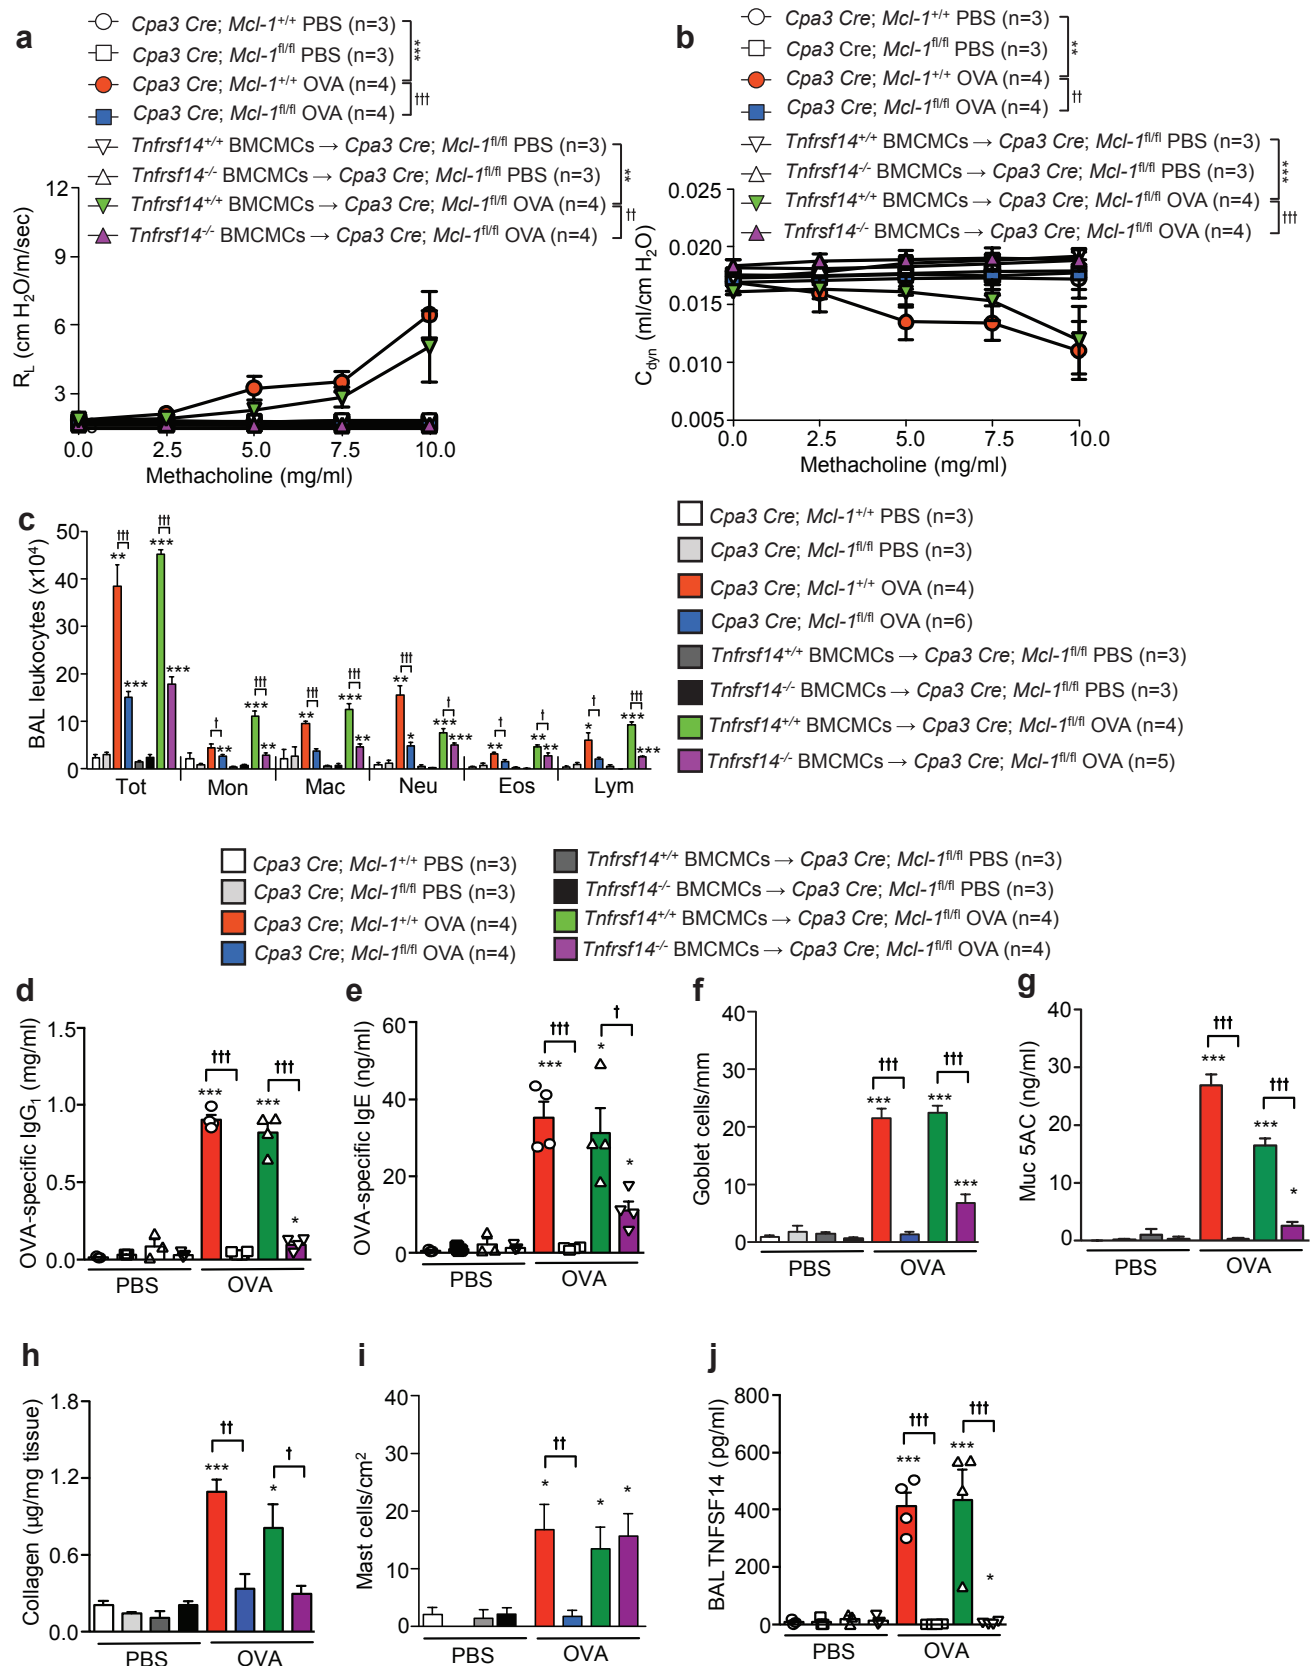 a
Cpa3 Cre; Mcl-1+/+ PBS (n=3)
Cpa3 Cre; Mcl-1fl/fl PBS (n=3)
Cpa3 Cre; Mcl-1+/+ OVA (n=4)
Cpa3 Cre; Mcl-1fl/fl OVA (n=4)
Tnfrsf14+/+ BMCMCs → Cpa3 Cre; Mcl-1fl/fl PBS (n=3)
Tnfrsf14-/- BMCMCs → Cpa3 Cre; Mcl-1fl/fl PBS (n=3)
Tnfrsf14+/+ BMCMCs → Cpa3 Cre; Mcl-1fl/fl OVA (n=4)
Tnfrsf14-/- BMCMCs → Cpa3 Cre; Mcl-1fl/fl OVA (n=4)
***
†††
**
††
RL (cm H2O/m/sec)
12
9
6
3
0.0 2.5 5.0 7.5 10.0
Methacholine (mg/ml)
b
Cpa3 Cre; Mcl-1+/+ PBS (n=3)
Cpa3 Cre; Mcl-1fl/fl PBS (n=3)
Cpa3 Cre; Mcl-1+/+ OVA (n=4)
Cpa3 Cre; Mcl-1fl/fl OVA (n=4)
Tnfrsf14+/+ BMCMCs → Cpa3 Cre; Mcl-1fl/fl PBS (n=3)
Tnfrsf14-/- BMCMCs → Cpa3 Cre; Mcl-1fl/fl PBS (n=3)
Tnfrsf14+/+ BMCMCs → Cpa3 Cre; Mcl-1fl/fl OVA (n=4)
Tnfrsf14-/- BMCMCs → Cpa3 Cre; Mcl-1fl/fl OVA (n=4)
**
††
***
†††
Cdyn (ml/cm H2O)
0.025
0.020
0.015
0.010
0.005
0.0 2.5 5.0 7.5 10.0
Methacholine (mg/ml)
c
BAL leukocytes (x10⁴)
50
40
30
20
10
0
††† †††
** *** *** ***
† †††
** *** **
††† †††
** *** **
††† †
** * *** ***
† †
** ** **
† †††
* *** ***
Tot Mon Mac Neu Eos Lym
Cpa3 Cre; Mcl-1+/+ PBS (n=3)
Cpa3 Cre; Mcl-1fl/fl PBS (n=3)
Cpa3 Cre; Mcl-1+/+ OVA (n=4)
Cpa3 Cre; Mcl-1fl/fl OVA (n=6)
Tnfrsf14+/+ BMCMCs → Cpa3 Cre; Mcl-1fl/fl PBS (n=3)
Tnfrsf14-/- BMCMCs → Cpa3 Cre; Mcl-1fl/fl PBS (n=3)
Tnfrsf14+/+ BMCMCs → Cpa3 Cre; Mcl-1fl/fl OVA (n=4)
Tnfrsf14-/- BMCMCs → Cpa3 Cre; Mcl-1fl/fl OVA (n=5)
Cpa3 Cre; Mcl-1+/+ PBS (n=3)
Cpa3 Cre; Mcl-1fl/fl PBS (n=3)
Cpa3 Cre; Mcl-1+/+ OVA (n=4)
Cpa3 Cre; Mcl-1fl/fl OVA (n=4)
Tnfrsf14+/+ BMCMCs → Cpa3 Cre; Mcl-1fl/fl PBS (n=3)
Tnfrsf14-/- BMCMCs → Cpa3 Cre; Mcl-1fl/fl PBS (n=3)
Tnfrsf14+/+ BMCMCs → Cpa3 Cre; Mcl-1fl/fl OVA (n=4)
Tnfrsf14-/- BMCMCs → Cpa3 Cre; Mcl-1fl/fl OVA (n=4)
d
OVA-specific IgG1 (mg/ml)
1.5
1.0
0.5
0.0
††† †††
*** *** *
PBS OVA
e
OVA-specific IgE (ng/ml)
60
40
20
0
††† †
*** * *
PBS OVA
f
Goblet cells/mm
40
30
20
10
0
††† †††
*** *** ***
PBS OVA
g
Muc 5AC (ng/ml)
40
30
20
10
0
††† †††
*** *** *
PBS OVA
h
Collagen (µg/mg tissue)
1.8
1.2
0.6
0.0
†† †
*** *
PBS OVA
i
Mast cells/cm2
40
30
20
10
0
††
* * *
PBS OVA
j
BAL TNFSF14 (pg/ml)
800
600
400
200
0
††† †††
*** *** *
PBS OVA